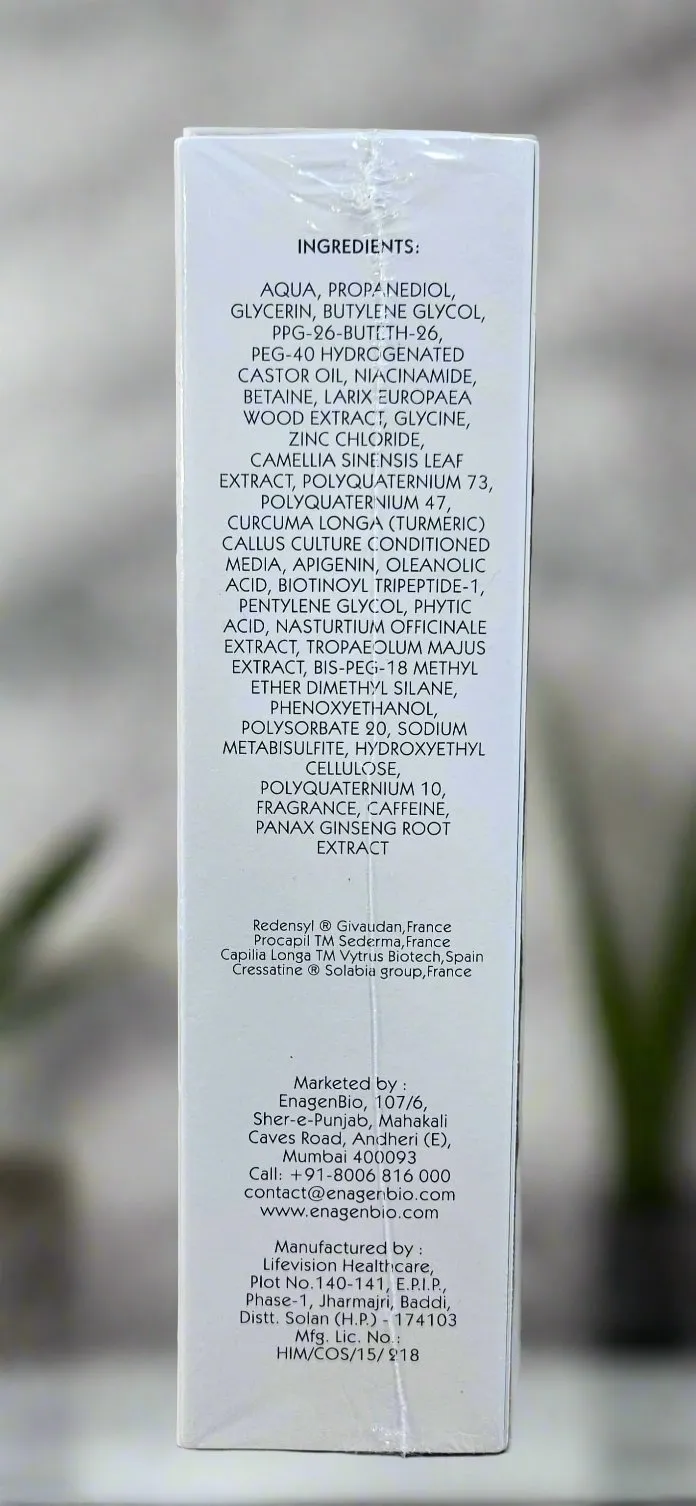 INGREDIENTS:
AQUA, PROPANEDIOL,
GLYCERIN, BUTYLENE GLYCOL,
PPG-26-BUTETH-26,
PEG-40 HYDROGENATED
CASTOR OIL, NIACINAMIDE,
BETAINE, LARIX EUROPAEA
WOOD EXTRACT, GLYCINE,
ZINC CHLORIDE,
CAMELLIA SINENSIS LEAF
EXTRACT, POLYQUATERNIUM 73,
POLYQUATERNIUM 47,
CURCUMA LONGA (TURMERIC)
CALLUS CULTURE CONDITIONED
MEDIA, APIGENIN, OLEANOLIC
ACID, BIOTINOYL TRIPEPTIDE-1,
PENTYLENE GLYCOL, PHYTIC
ACID, NASTURTIUM OFFICINALE
EXTRACT, TROPAEOLUM MAJUS
EXTRACT, BIS-PEG-18 METHYL
ETHER DIMETHYL SILANE,
PHENOXYETHANOL,
POLYSORBATE 20, SODIUM
METABISULFITE, HYDROXYETHYL
CELLULOSE,
POLYQUATERNIUM 10,
FRAGRANCE, CAFFEINE,
PANAX GINSENG ROOT
EXTRACT
Redensyl ® Givaudan,France
Procapil TM Sederma,France
Capilia Longa TM Vytrus Biotech,Spain
Cressatine ® Solabia group,France
Marketed by :
EnagenBio, 107/6,
Sher-e-Punjab, Mahakali
Caves Road, Andheri (E),
Mumbai 400093
Call: +91-8006 816 000
contact@enagenbio.com
www.enagenbio.com
Manufactured by :
Lifevision Healthcare,
Plot No.140-141, E.P.I.P.,
Phase-1, Jharmajri, Baddi,
Distt. Solan (H.P.) - 174103
Mfg. Lic. No.:
HIM/COS/15/ 218